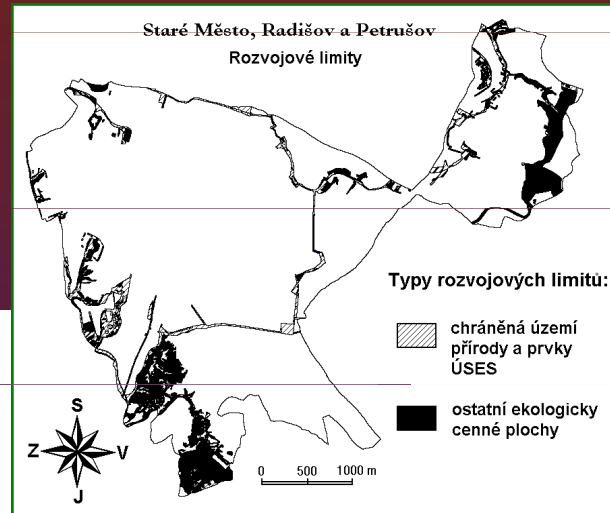 Staré Město, Radišov a Petrušov
Rozvojové limity
Typy rozvojových limitů:
chráněná území
přírody a prvky
ÚSES
ostatní ekologicky
cenné plochy
S
Z
V
J
0 500 1000 m